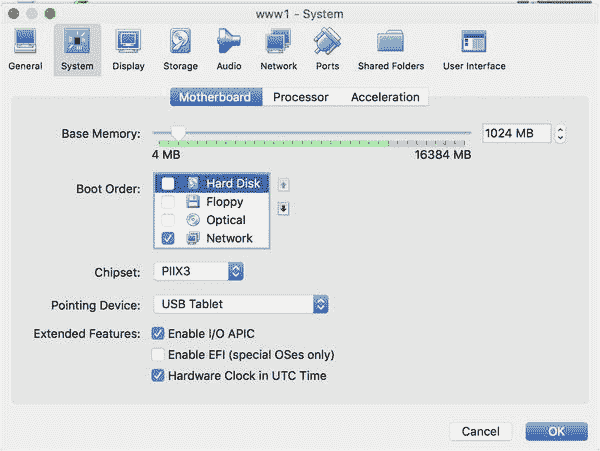 www1 - System
General System Display Storage Audio Network Ports Shared Folders User Interface
Motherboard Processor Acceleration
Base Memory: 1024 MB
4 MB 16384 MB
Boot Order: Hard Disk
Floppy
Optical
Network
Chipset: PIIX3
Pointing Device: USB Tablet
Extended Features: Enable I/O APIC
Enable EFI (special OSes only)
Hardware Clock in UTC Time
Cancel OK